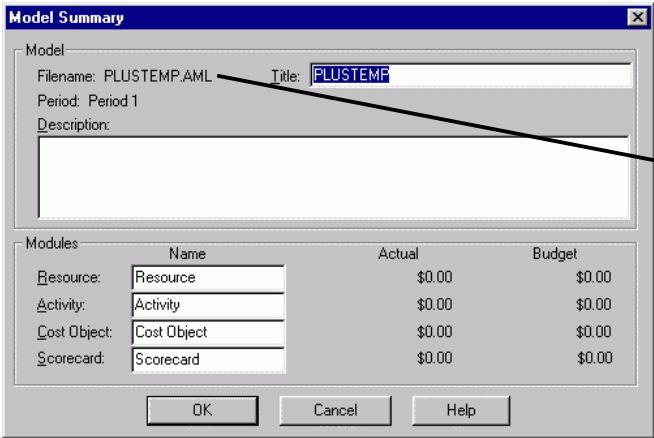 Model Summary
Model
Filename: PLUSTEMP.AML Title: PLUSTEMP
Period: Period 1
Description:
Modules
Name Actual Budget
Resource: Resource $0.00 $0.00
Activity: Activity $0.00 $0.00
Cost Object: Cost Object $0.00 $0.00
Scorecard: Scorecard $0.00 $0.00
OK Cancel Help